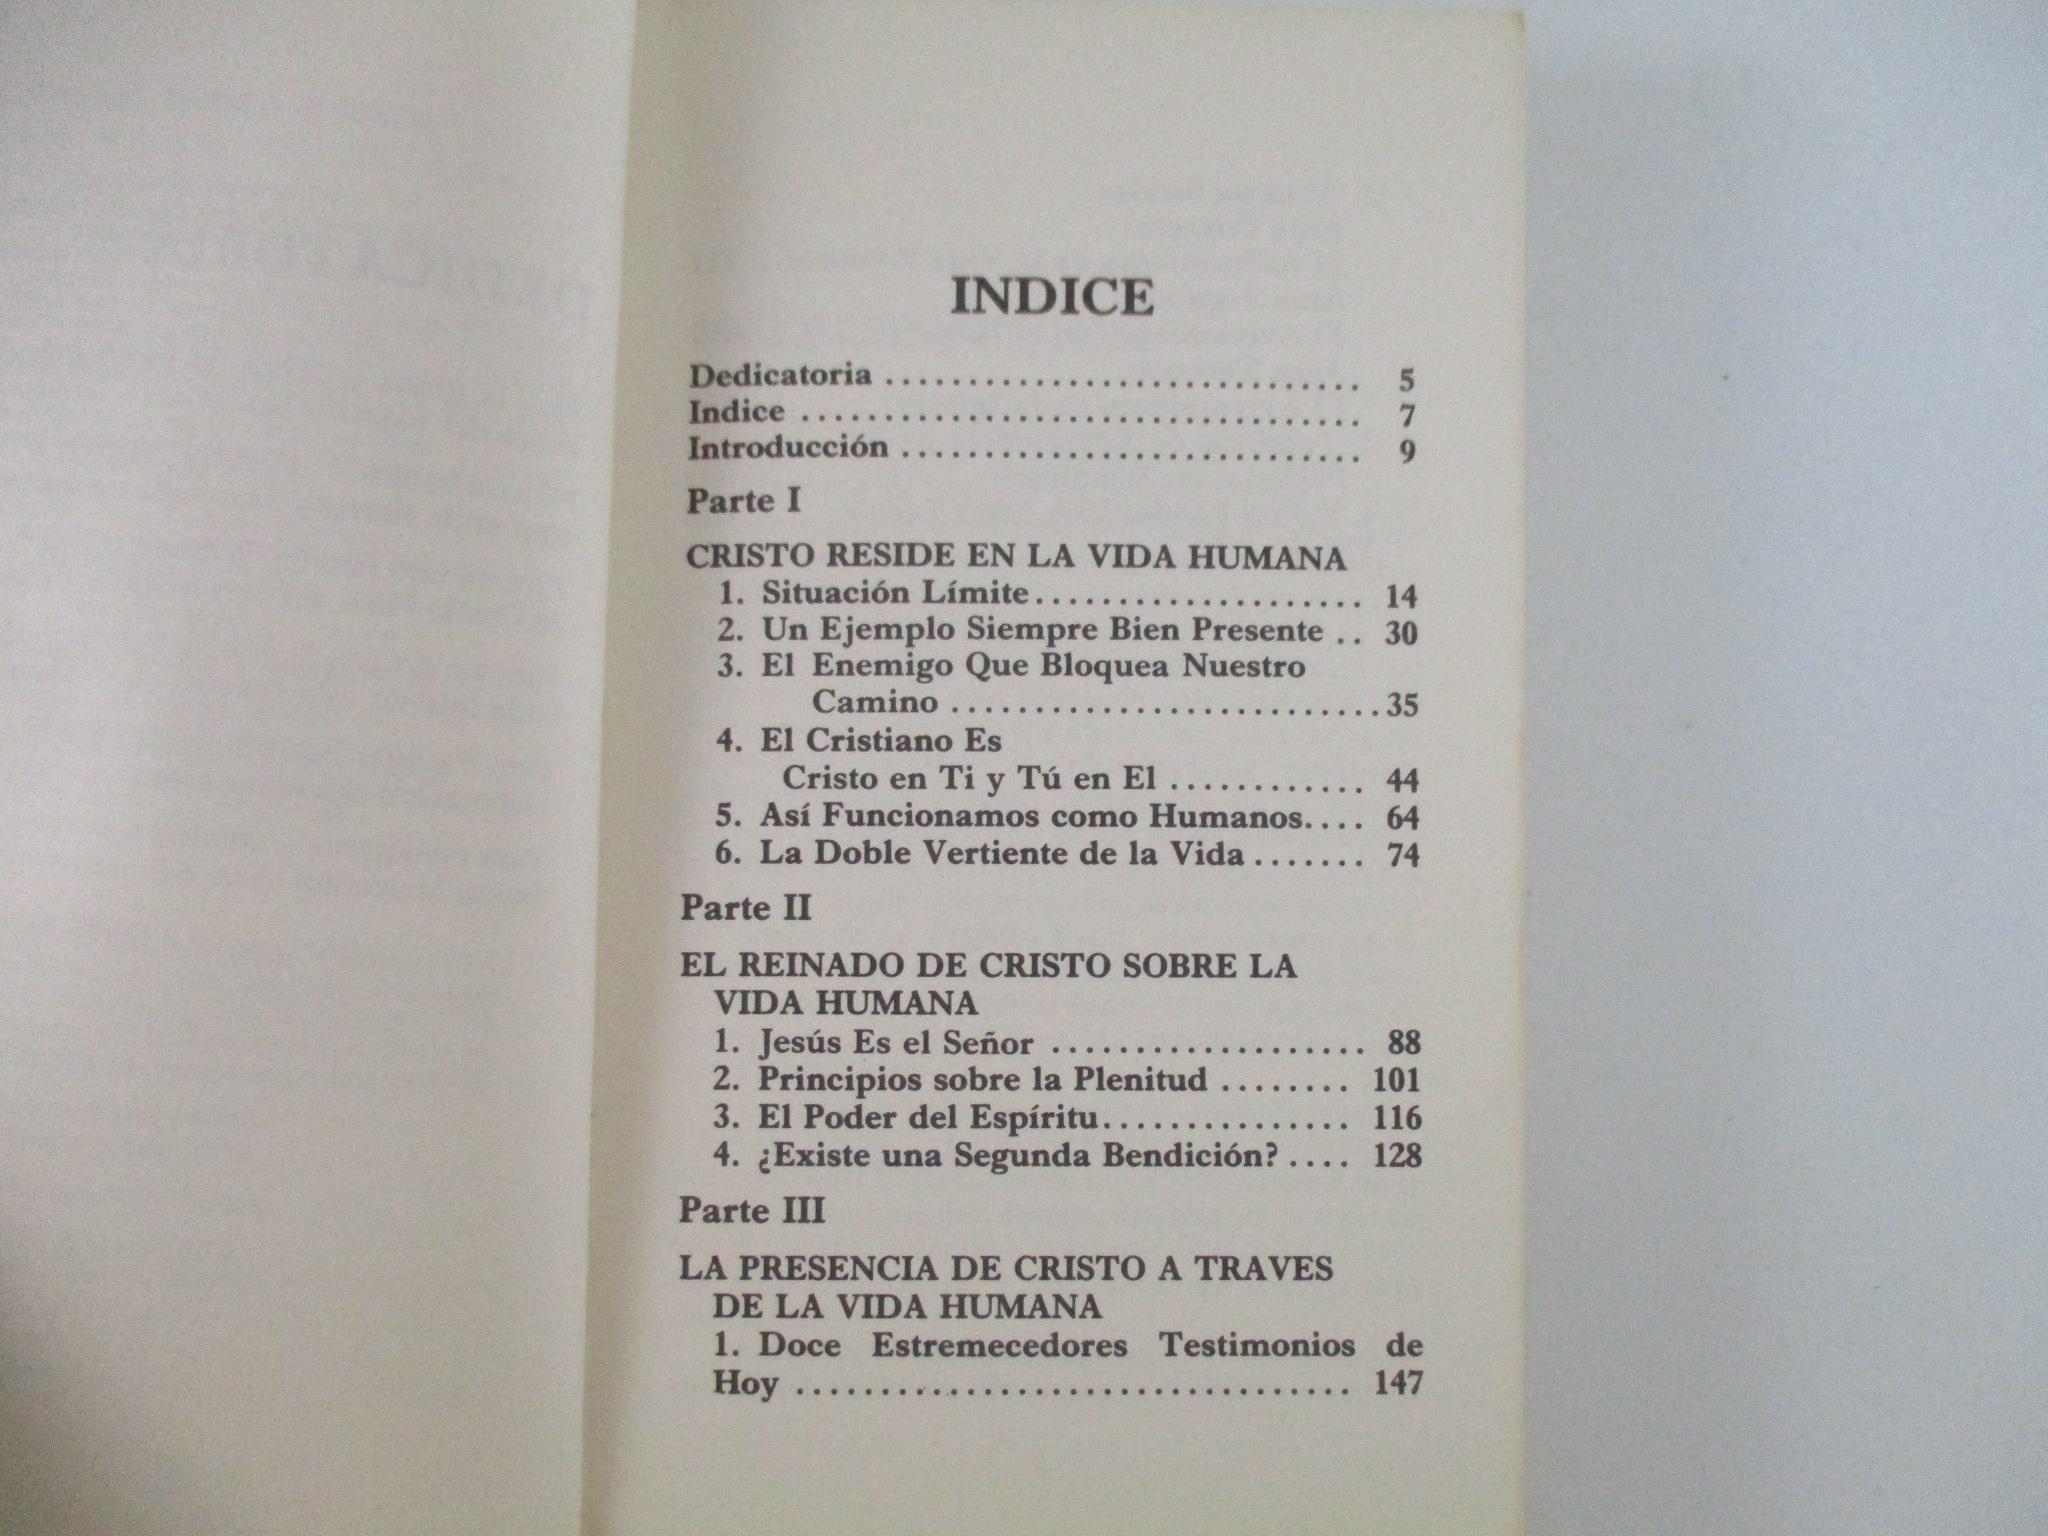 INDICE
Dedicatoria .............................. 5
Indice ................................... 7
Introducción ............................. 9
Parte I
CRISTO RESIDE EN LA VIDA HUMANA
1. Situación Límite.................... 14
2. Un Ejemplo Siempre Bien Presente .. 30
3. El Enemigo Que Bloquea Nuestro
Camino ..........................35
4. El Cristiano Es
Cristo en Ti y Tú en El ............ 44
5. Así Funcionamos como Humanos.... 64
6. La Doble Vertiente de la Vida ....... 74
Parte II
EL REINADO DE CRISTO SOBRE LA
VIDA HUMANA
1. Jesús Es el Señor ................... 88
2. Principios sobre la Plenitud ........ 101
3. El Poder del Espíritu............... 116
4. ¿Existe una Segunda Bendición? .... 128
Parte III
LA PRESENCIA DE CRISTO A TRAVES
DE LA VIDA HUMANA
1. Doce Estremecedores Testimonios de
Hoy .................................. 147